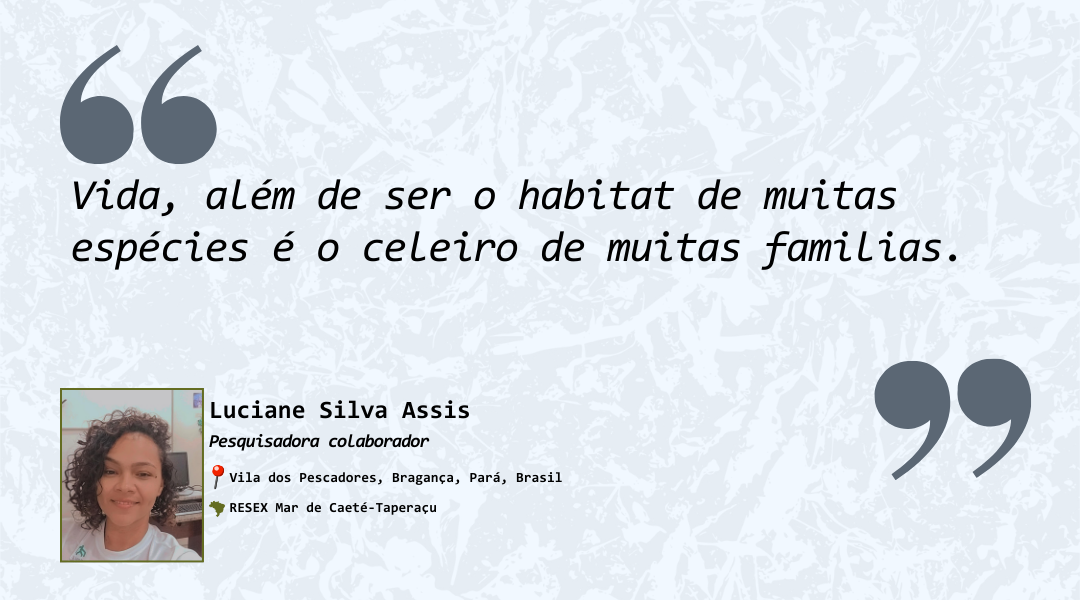 Vida, além de ser o habitat de muitas
espécies é o celeiro de muitas familias.
Luciane Silva Assis
Pesquisadora colaborador
Vila dos Pescadores, Bragança, Pará, Brasil
RESEX Mar de Caeté-Taperaçu